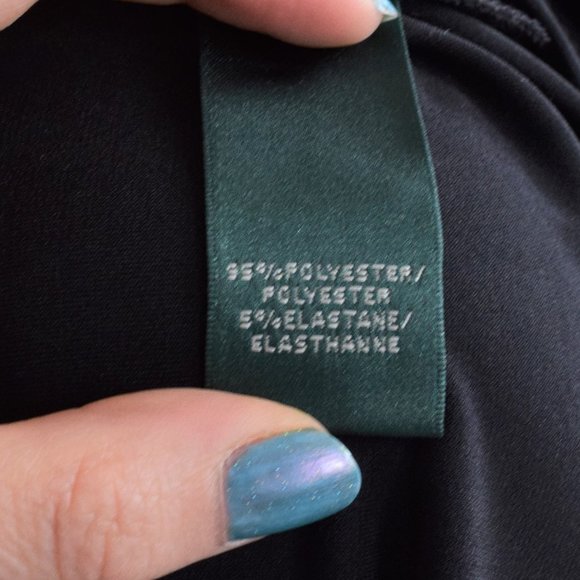 95%POLYESTER/
POLYESTER
5%ELASTANE/
ELASTHANNE